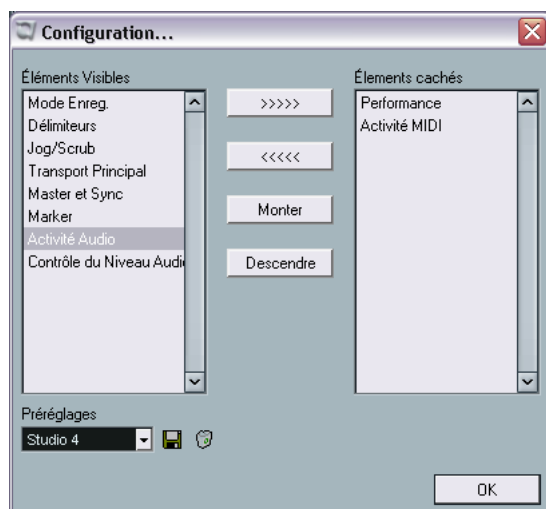 Configuration...
Éléments Visibles
Mode Enreg.
Délimiteurs
Jog/Scrub
Transport Principal
Master et Sync
Marker
Activité Audio
Contrôle du Niveau Audi
>>>>>
<<<<<
Monter
Descendre
Élements cachés
Performance
Activité MIDI
Préréglages
Studio 4
OK